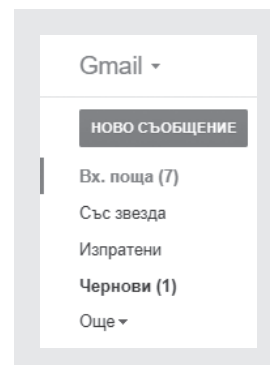 Gmail
НОВО СЪОБЩЕНИЕ
Вх. поща (7)
Със звезда
Изпратени
Чернови (1)
Още